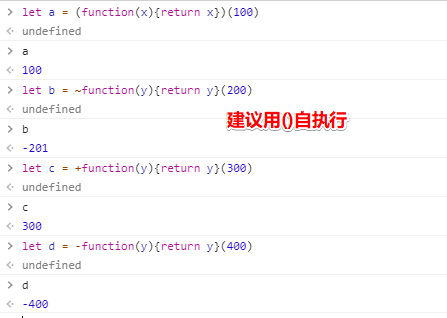 > let a = (function(x){return x})(100)
<· undefined
> a
<· 100
> let b = ~function(y){return y}(200)
<· undefined
建议用()自执行
> b
<· -201
> let c = +function(y){return y}(300)
<· undefined
> c
<· 300
> let d = -function(y){return y}(400)
<· undefined
> d
<· -400